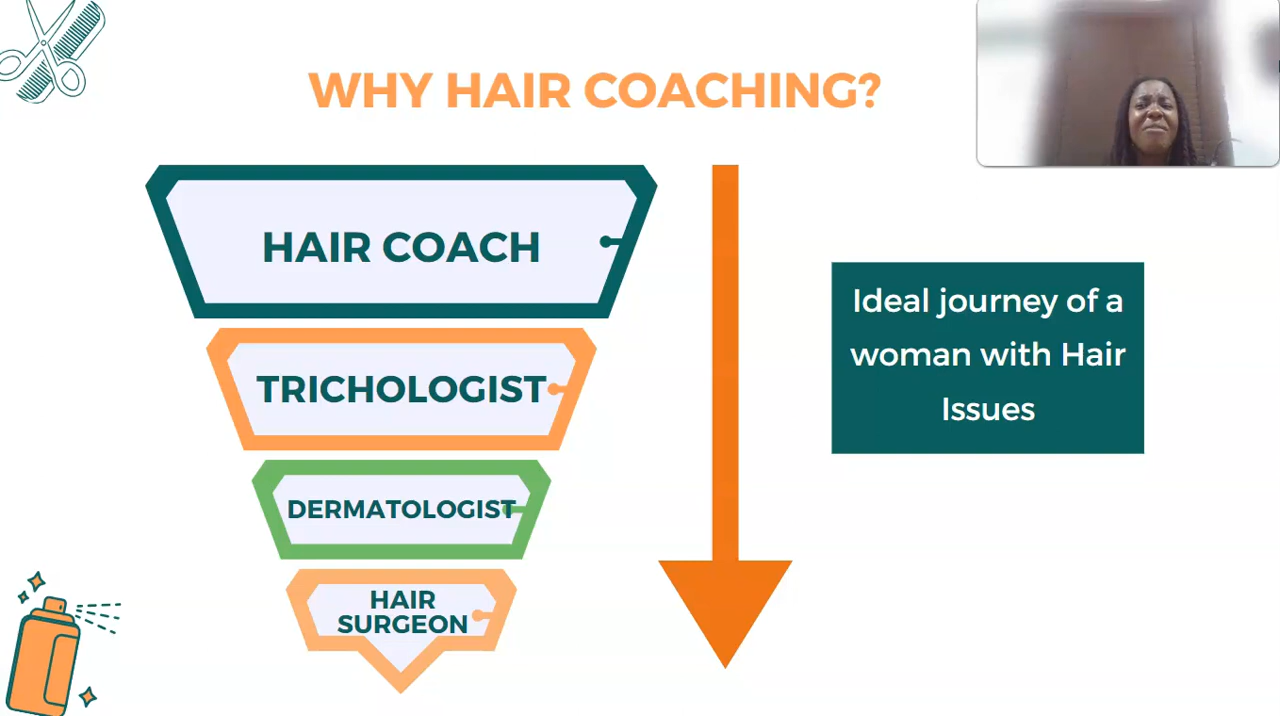 WHY HAIR COACHING?
HAIR COACH
TRICHOLOGIST
DERMATOLOGIST
HAIR
SURGEON
Ideal journey of a
woman with Hair
Issues